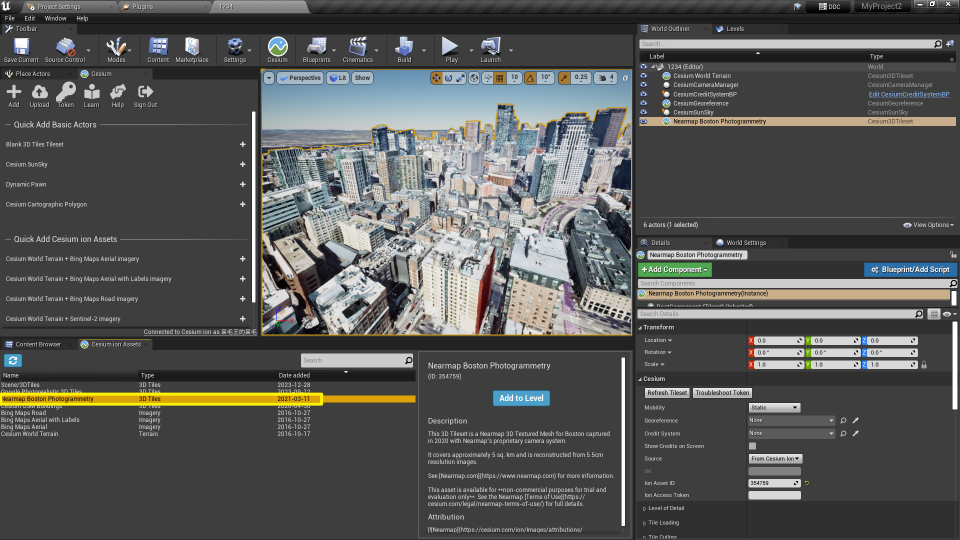 Project Settings
Plugins
1234
DDC
MyProject2
File Edit Window Help
Toolbar
Save Current
Source Control
Modes
Content
Marketplace
Settings
Cesium
Blueprints
Cinematics
Build
Play
Launch
Place Actors
Cesium
Add
Upload
Token
Learn
Help
Sign Out
Quick Add Basic Actors
Blank 3D Tiles Tileset
Cesium SunSky
Dynamic Pawn
Cesium Cartographic Polygon
Quick Add Cesium ion Assets
Cesium World Terrain + Bing Maps Aerial imagery
Cesium World Terrain + Bing Maps Aerial with Labels imagery
Cesium World Terrain + Bing Maps Road imagery
Cesium World Terrain + Sentinel-2 imagery
Connected to Cesium ion as 呆毛王的呆毛
Perspective
Lit
Show
10
10°
0.25
4
World Outliner
Levels
Search...
Label Type
1234 (Editor) World
Cesium World Terrain Cesium3DTileset
CesiumCameraManager CesiumCameraManager
CesiumCreditSystemBP Edit CesiumCreditSystemBP
CesiumGeoreference CesiumGeoreference
CesiumSunSky CesiumSunSky
Nearmap Boston Photogrammetry Cesium3DTileset
6 actors (1 selected)
View Options
Details
World Settings
Nearmap Boston Photogrammetry
+Add Component
Blueprint/Add Script
Search Components
Nearmap Boston Photogrammetry(Instance)
Search Details
Transform
Location X 0.0 Y 0.0 Z 0.0
Rotation X 0.0° Y 0.0° Z 0.0°
Scale X 1.0 Y 1.0 Z 1.0
Cesium
Refresh Tileset Troubleshoot Token
Mobility Static
Georeference None
Credit System None
Show Credits on Screen
Source From Cesium Ion
Url
Ion Asset ID 354759
Ion Access Token
Level of Detail
Tile Loading
Tile Culling
Content Browser
Cesium ion Assets
Search
Name Type Date added
Scene/3DTiles 3D Tiles 2023-12-28
Google Photorealistic 3D Tiles 3D Tiles
Nearmap Boston Photogrammetry 3D Tiles 2021-03-11
Bing Maps Road Imagery 2016-10-27
Bing Maps Aerial with Labels Imagery 2016-10-27
Bing Maps Aerial Imagery 2016-10-27
Cesium World Terrain Terrain 2016-10-17
Nearmap Boston Photogrammetry
(ID: 354759)
Add to Level
Description
This 3D Tileset is a Nearmap 3D Textured Mesh for Boston captured
in 2020 with Nearmap's proprietary camera system.
It covers approximately 5 sq. km and is reconstructed from 5.5cm
resolution images.
See [Nearmap.com](https://www.nearmap.com) for more information.
This asset is available for **non-commercial purposes for trial and
evaluation only**. See the Nearmap [Terms of Use](https://
cesium.com/legal/nearmap-terms-of-use/) for full details.
Attribution
[![Nearmap](https://cesium.com/ion/Images/attributions/